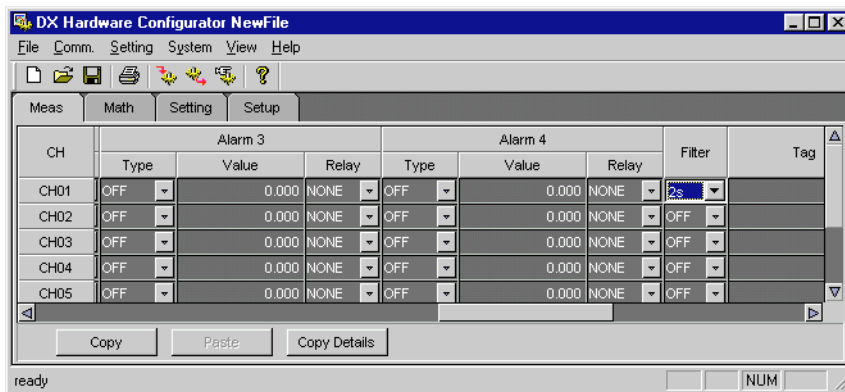 DX Hardware Configurator NewFile
File Comm. Setting System View Help
Meas Math Setting Setup
CH Alarm 3 Alarm 4 Filter Tag
Type Value Relay Type Value Relay
CH01 OFF 0.000 NONE OFF 0.000 NONE 2s
CH02 OFF 0.000 NONE OFF 0.000 NONE OFF
CH03 OFF 0.000 NONE OFF 0.000 NONE OFF
CH04 OFF 0.000 NONE OFF 0.000 NONE OFF
CH05 OFF 0.000 NONE OFF 0.000 NONE OFF
Copy Paste Copy Details
ready NUM